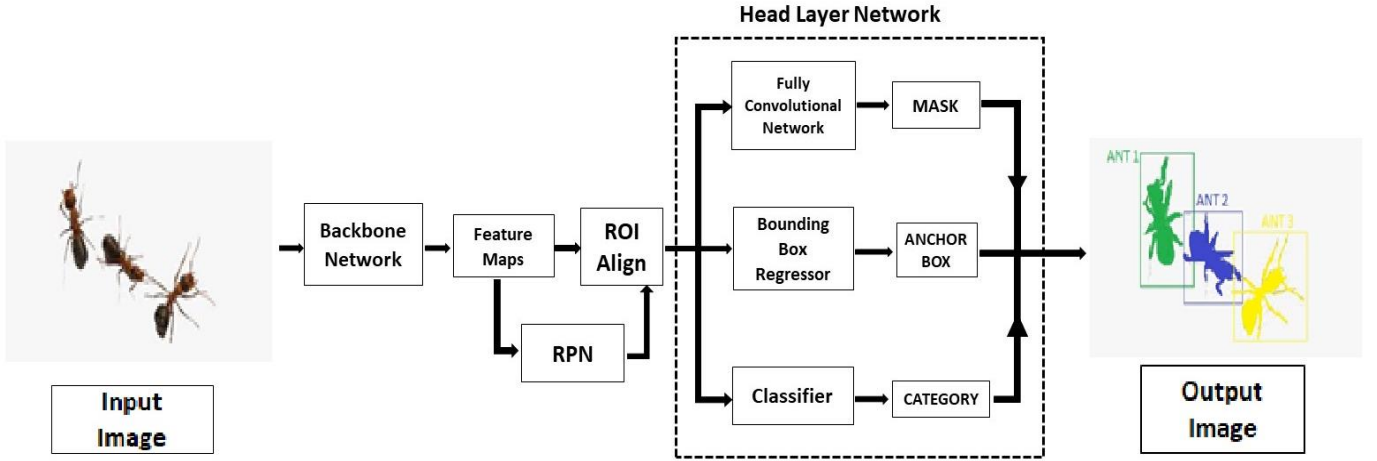 Head Layer Network
Fully
Convolutional
Network
MASK
Backbone
Network
Feature
Maps
ROI
Align
RPN
Bounding
Box
Regressor
ANCHOR
BOX
Classifier
CATEGORY
Input
Image
ANT 1
ANT 2
ANT 3
Output
Image